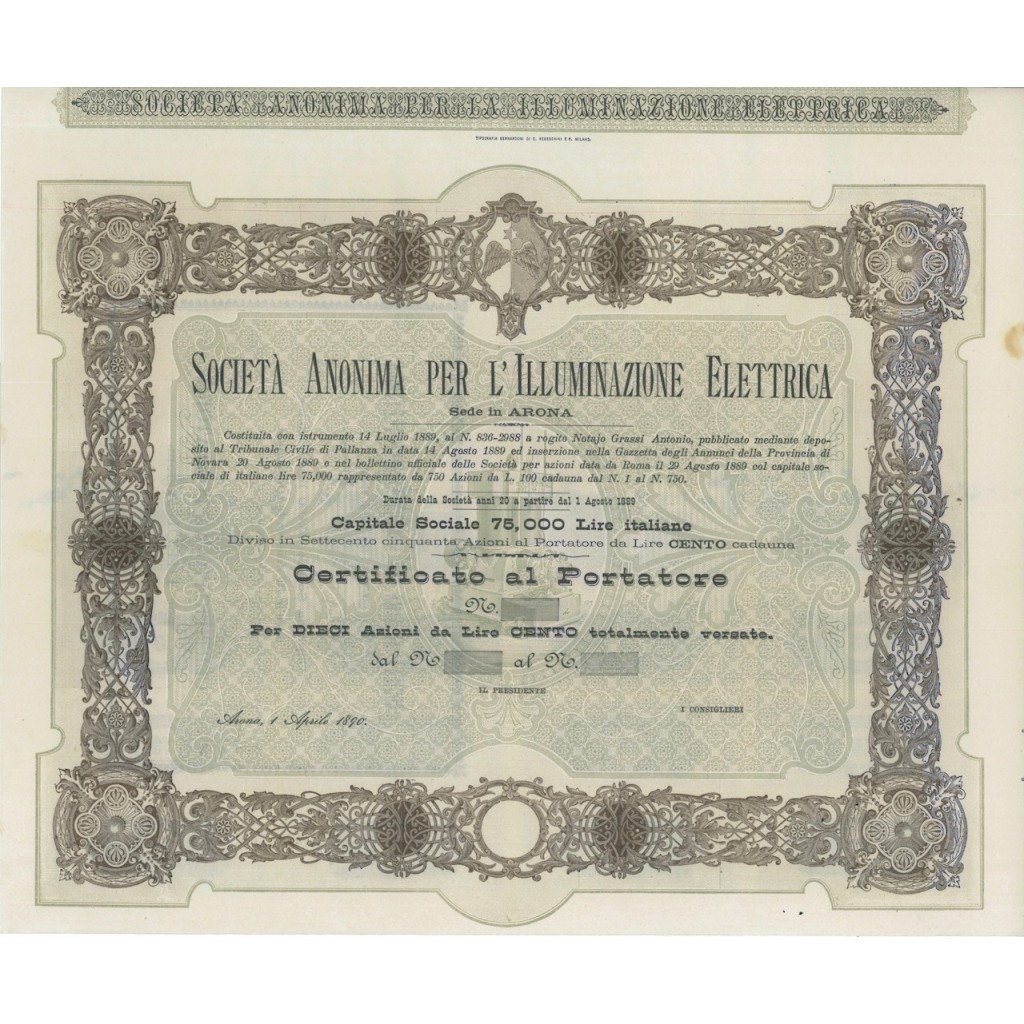 SOCIETÀ ANONIMA PER LA ILLUMINAZIONE ELETTRICA
SOCIETÀ ANONIMA PER L'ILLUMINAZIONE ELETTRICA
Sede in ARONA
Costituita con istrumento 14 Luglio 1889, al N. 836-2988 a rogito Notajo Grassi Antonio, pubblicato mediante depo-
sito al Tribunale Civile di Pallanza in data 14 Agosto 1889 ed inserzione nella Gazzetta degli Annunci della Provincia di
Novara 20 Agosto 1889 e nel bollettino ufficiale delle Società per azioni data da Roma il 29 Agosto 1889 col capitale so-
ciale di italiane lire 75,000 rappresentato da 750 Azioni da L. 100 cadauna dal N. 1 al N. 750.
Durata della Società anni 20 a partire dal 1 Agosto 1889
Capitale Sociale 75,000 Lire italiane
Diviso in Settecento cinquanta Azioni al Portatore da Lire CENTO cadauna
Certificato al Portatore
N.
Per DIECI Azioni da Lire CENTO totalmente versate.
dal N al N.
IL PRESIDENTE
I CONSIGLIERI
Arona, 1 Aprile 1890.